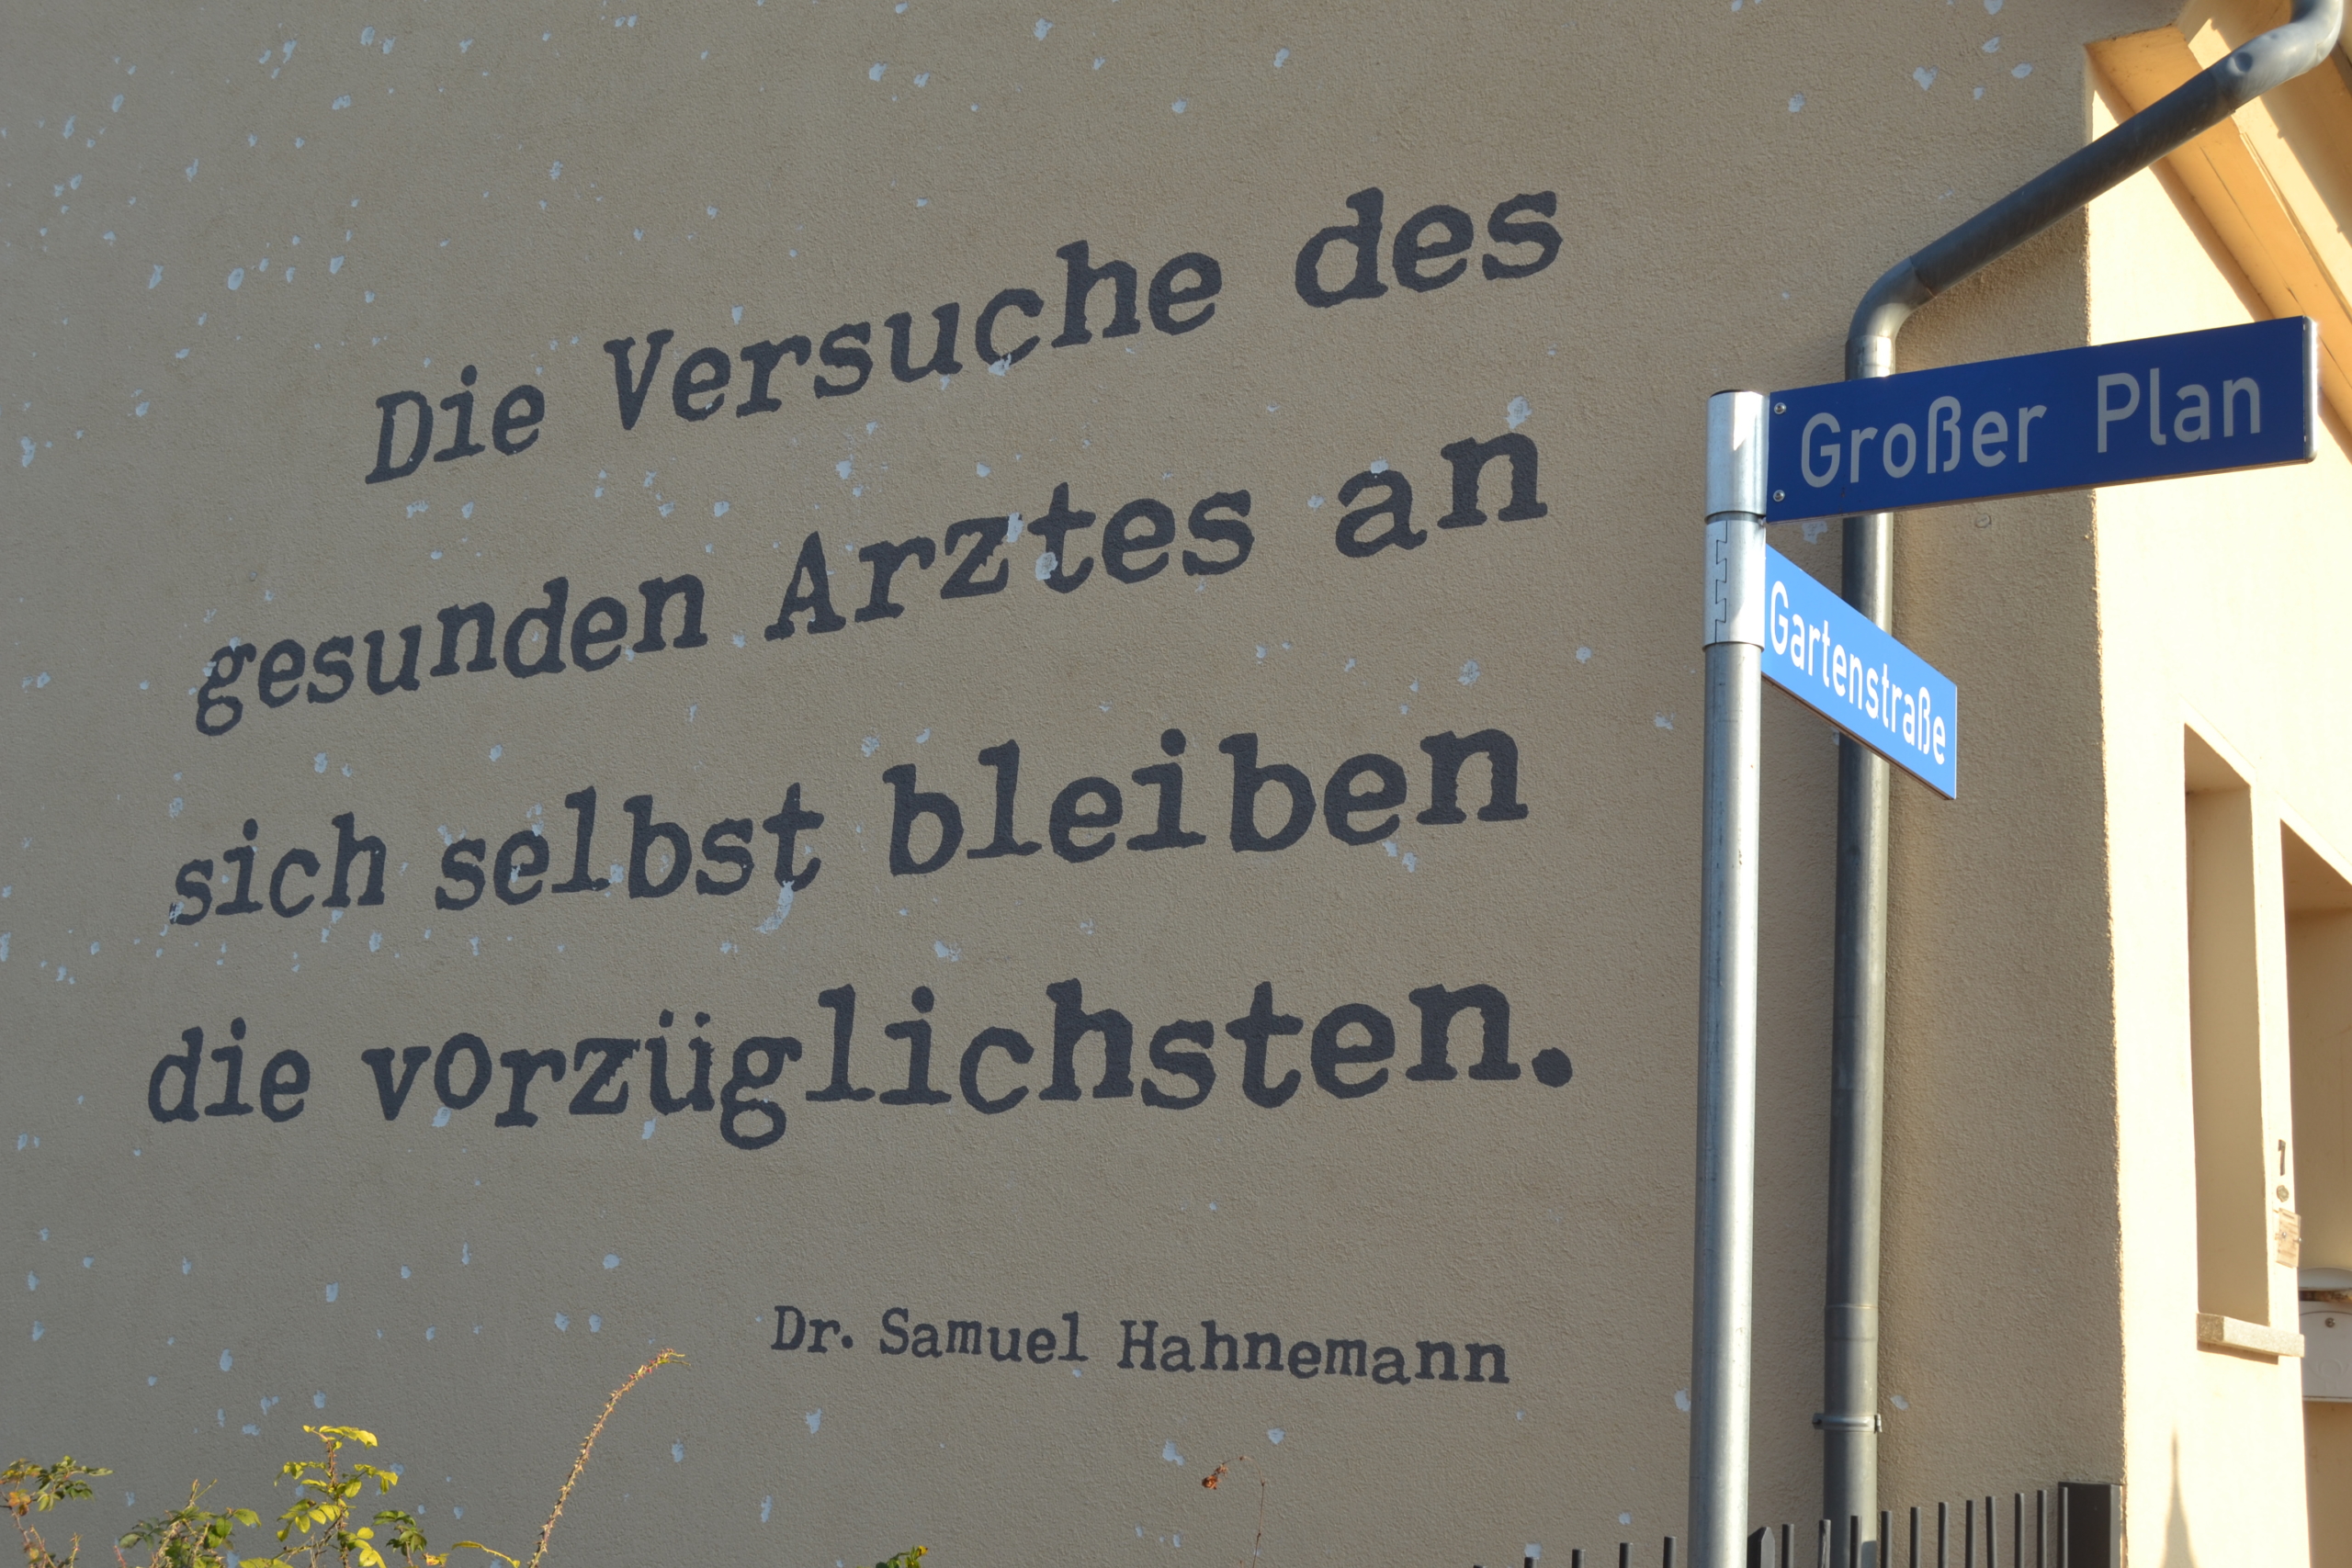 Die Versuche des
gesunden Arztes an
sich selbst bleiben
die vorzüglichsten.
Dr. Samuel Hahnemann
Großer Plan
Gartenstraße